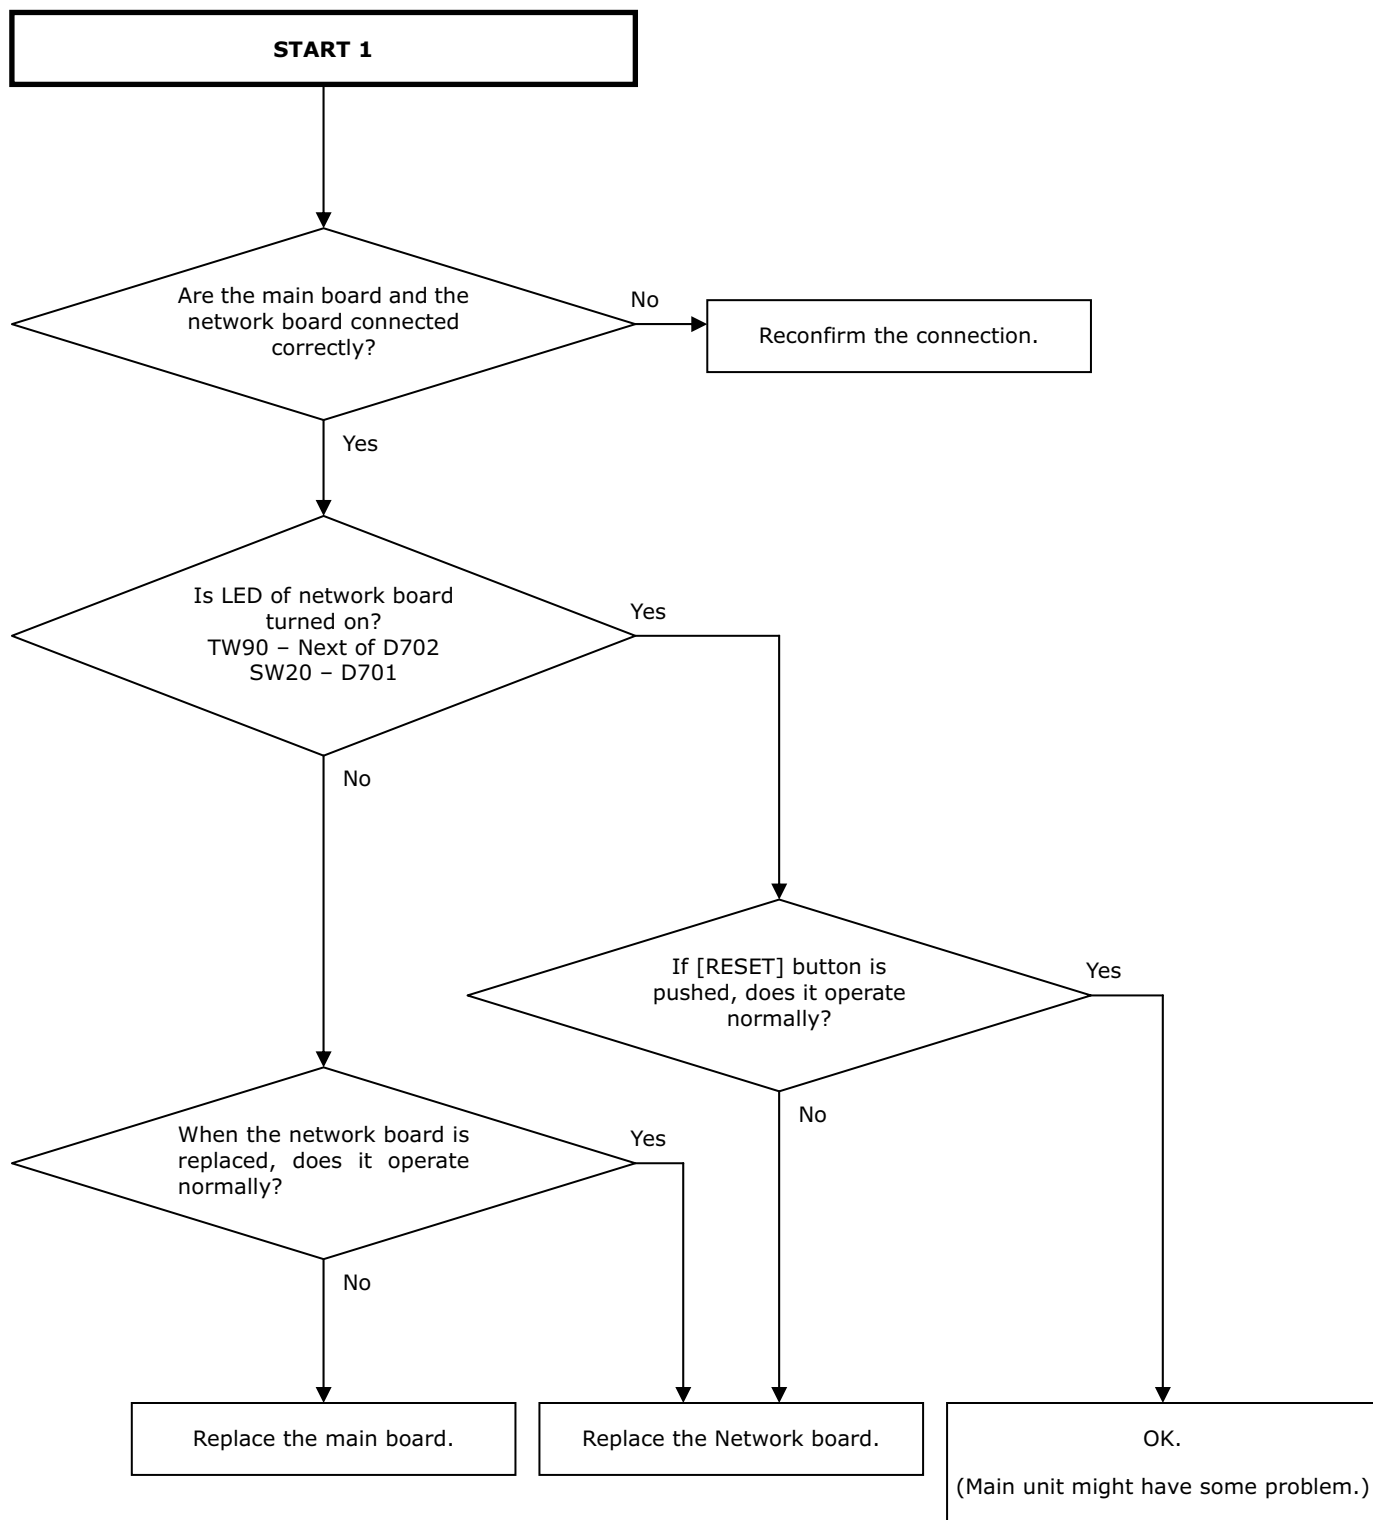 START 1
Are the main board and the
network board connected
correctly?
No
Reconfirm the connection.
Yes
Is LED of network board
turned on?
TW90 – Next of D702
SW20 – D701
Yes
No
If [RESET] button is
pushed, does it operate
normally?
Yes
No
When the network board is
replaced, does it operate
normally?
Yes
No
Replace the main board.
Replace the Network board.
OK.
(Main unit might have some problem.)